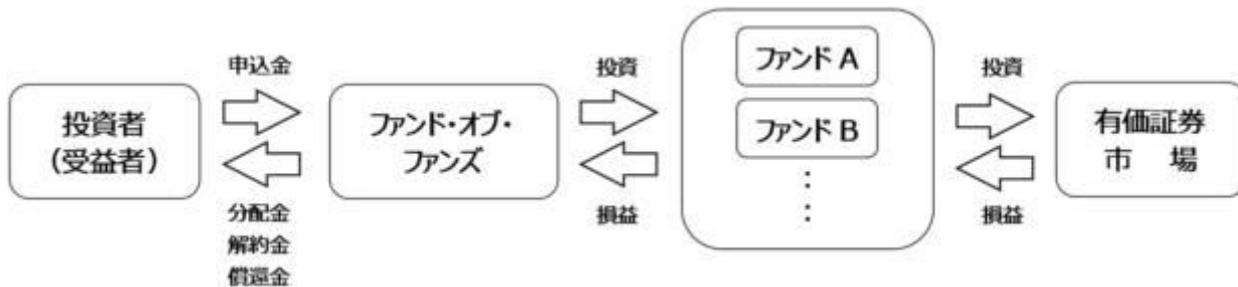 申込金
投資
ファンド A
投資
投資者
(受益者)
ファンド・オブ・
ファンズ
ファンド B
有価証券
市　場
分配金
解約金
償還金
損益
損益